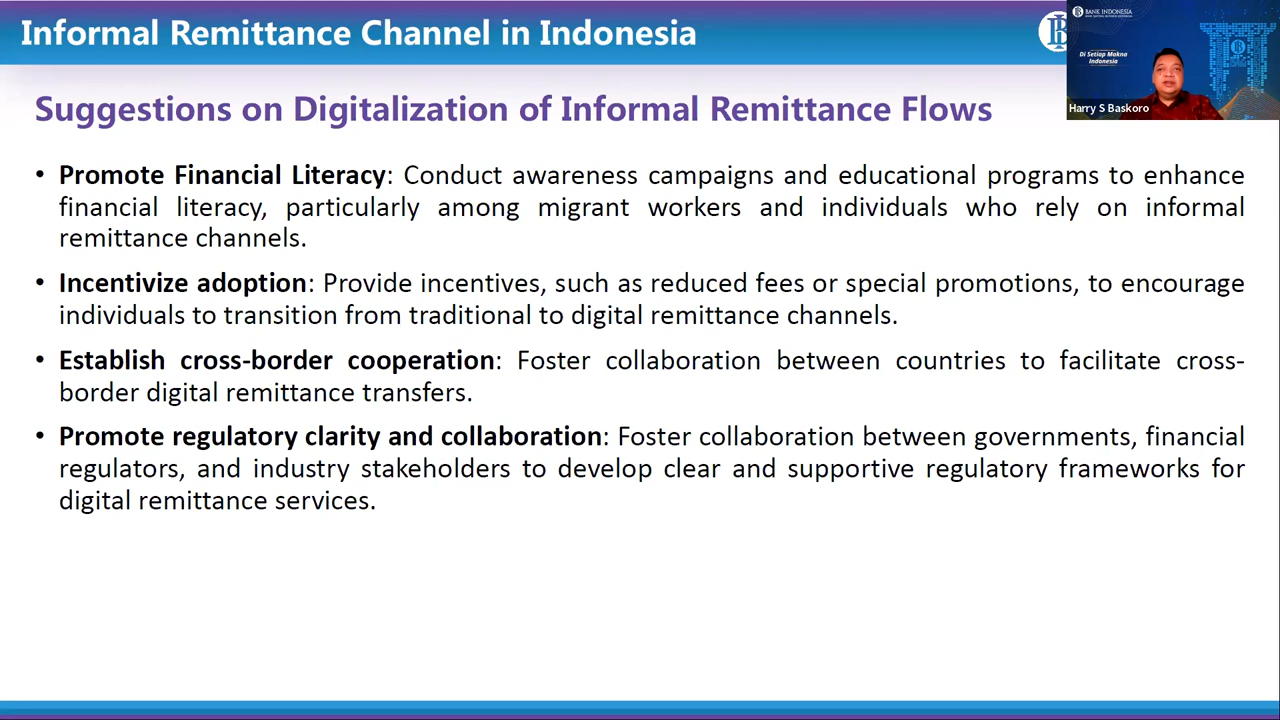 Informal Remittance Channel in Indonesia
BANK INDONESIA
Di Setiap Makna
Indonesia
Harry S Baskoro
Suggestions on Digitalization of Informal Remittance Flows
• Promote Financial Literacy: Conduct awareness campaigns and educational programs to enhance
financial literacy, particularly among migrant workers and individuals who rely on informal
remittance channels.
• Incentivize adoption: Provide incentives, such as reduced fees or special promotions, to encourage
individuals to transition from traditional to digital remittance channels.
• Establish cross-border cooperation: Foster collaboration between countries to facilitate cross-
border digital remittance transfers.
• Promote regulatory clarity and collaboration: Foster collaboration between governments, financial
regulators, and industry stakeholders to develop clear and supportive regulatory frameworks for
digital remittance services.